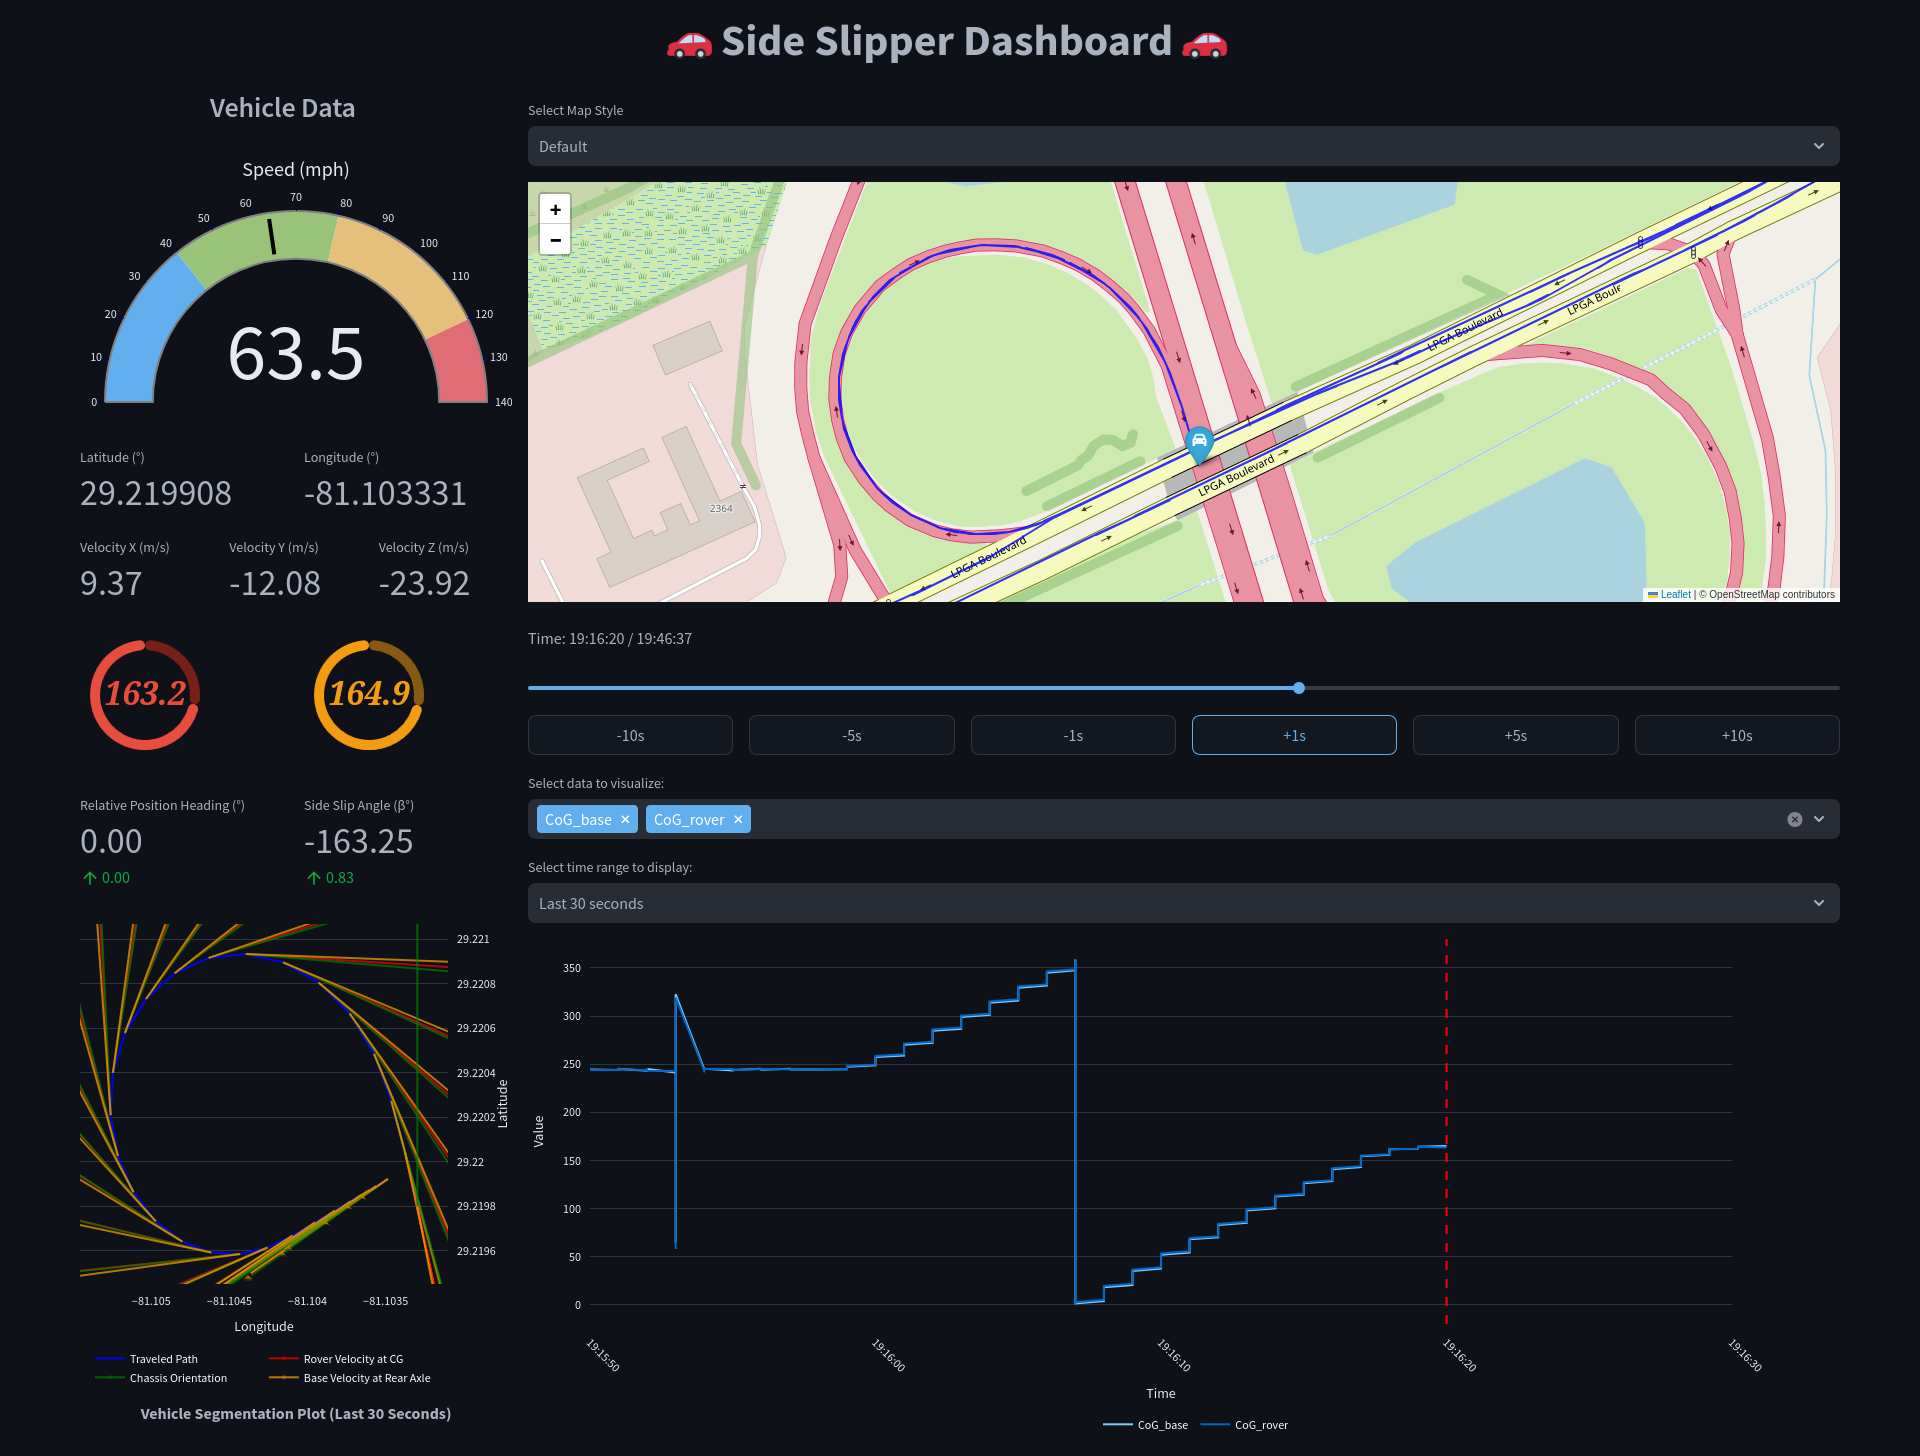 🚗 Side Slipper Dashboard 🚗
Vehicle Data
Speed (mph)
0
10
20
30
40
50
60
70
80
90
100
110
120
130
140
63.5
Latitude (°)
29.219908
Longitude (°)
-81.103331
Velocity X (m/s)
9.37
Velocity Y (m/s)
-12.08
Velocity Z (m/s)
-23.92
163.2
164.9
Relative Position Heading (°)
0.00
↑ 0.00
Side Slip Angle (β°)
-163.25
↑ 0.83
29.221
29.2208
29.2206
29.2204
29.2202
29.22
29.2198
29.2196
Latitude
−81.105
−81.1045
−81.104
−81.1035
Longitude
Traveled Path
Rover Velocity at CG
Chassis Orientation
Base Velocity at Rear Axle
Vehicle Segmentation Plot (Last 30 Seconds)
Select Map Style
Default
+
−
LPGA Boule
LPGA Boulevard
LPGA Boulevard
LPGA Boulevard
2364
Leaflet | © OpenStreetMap contributors
Time: 19:16:20 / 19:46:37
-10s
-5s
-1s
+1s
+5s
+10s
Select data to visualize:
CoG_base ×
CoG_rover ×
Select time range to display:
Last 30 seconds
350
300
250
200
150
100
50
0
Value
19:15:50
19:16:00
19:16:10
19:16:20
19:16:30
Time
CoG_base
CoG_rover